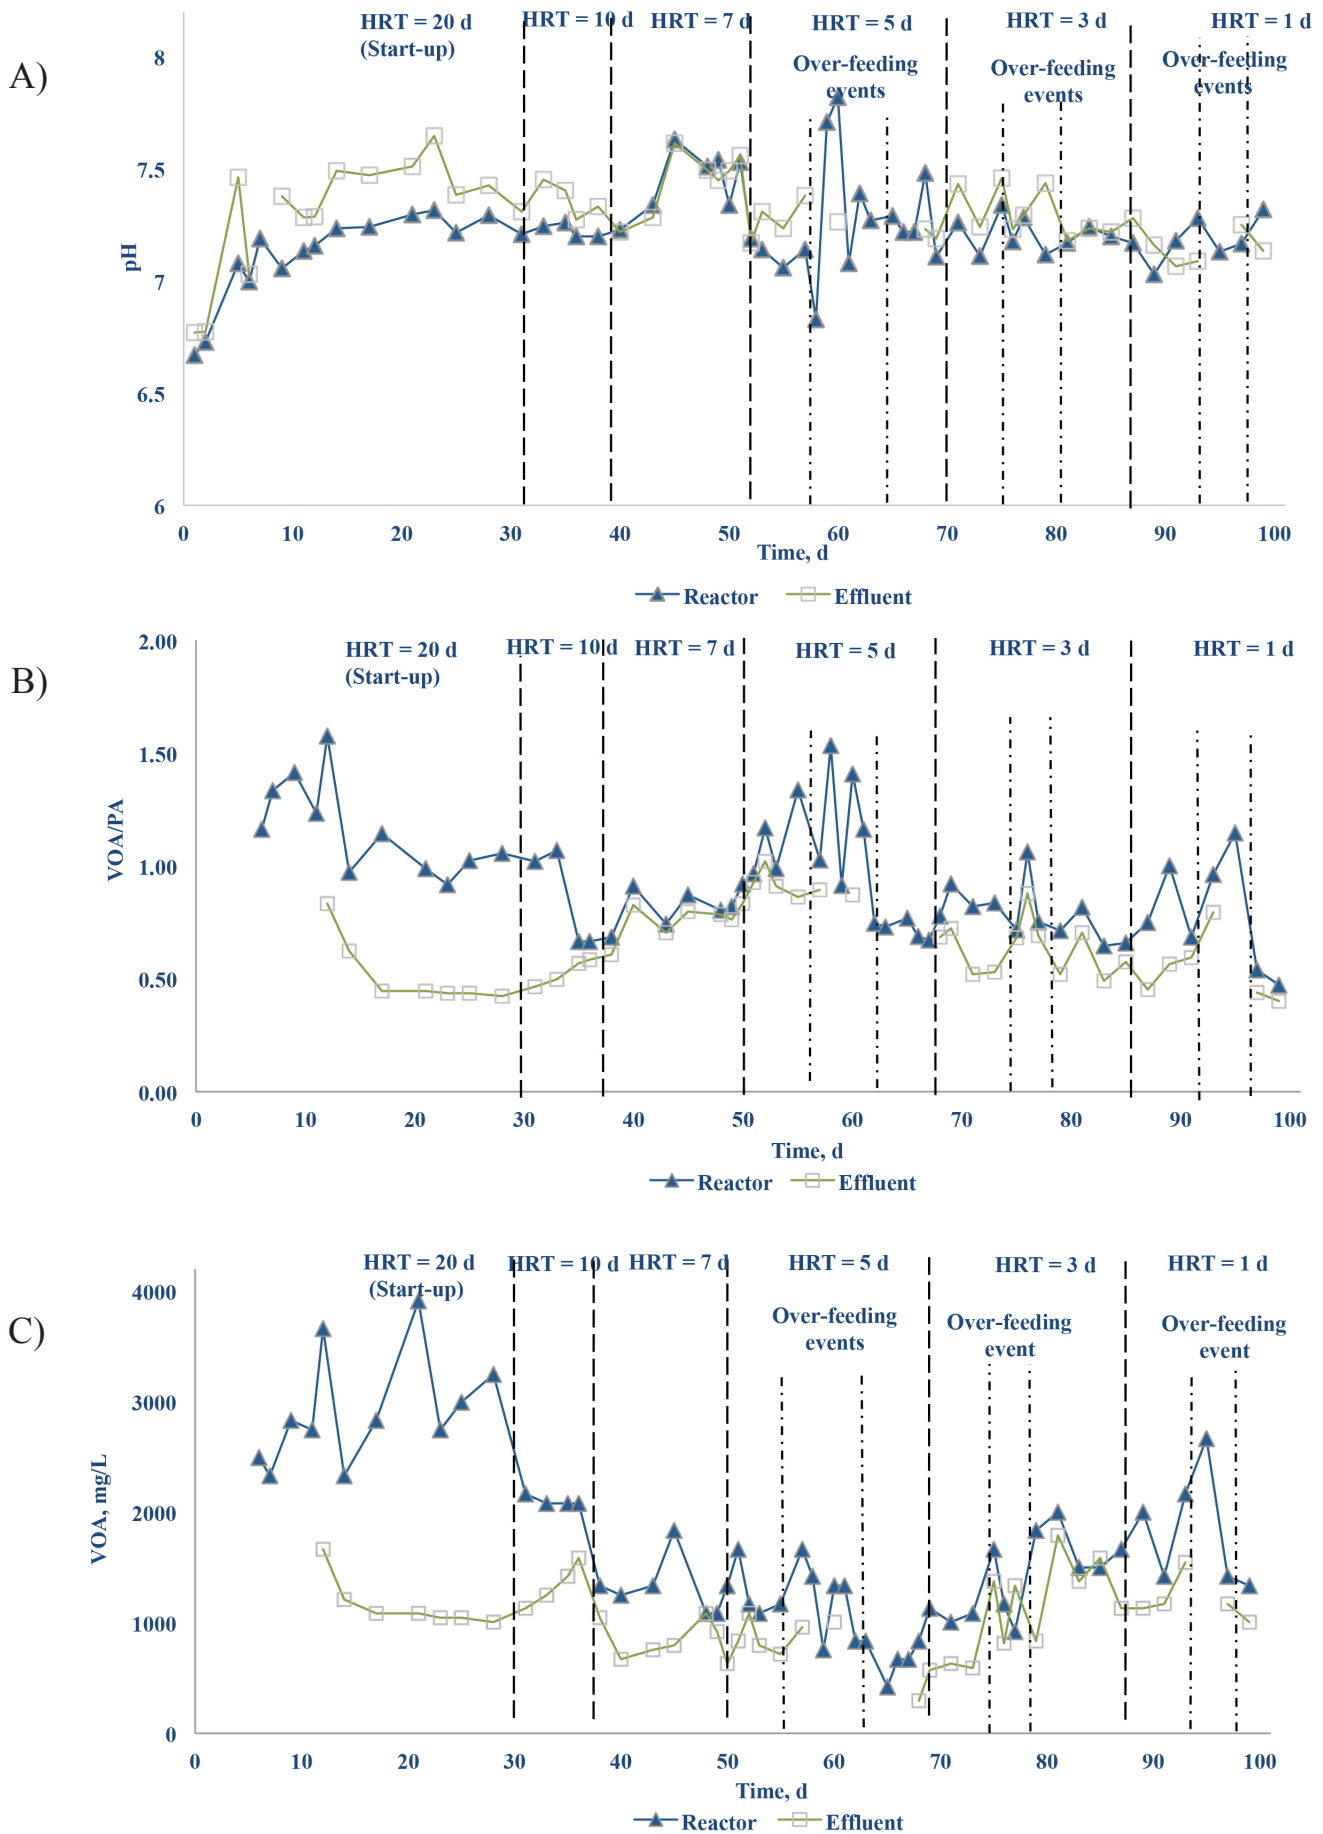 A)
HRT = 20 d
(Start-up)
HRT = 10 d
HRT = 7 d
HRT = 5 d
HRT = 3 d
HRT = 1 d
Over-feeding
events
Over-feeding
events
Over-feeding
events
8
7.5
7
6.5
6
pH
0 10 20 30 40 50 60 70 80 90 100
Time, d
Reactor Effluent
B)
HRT = 20 d
(Start-up)
HRT = 10 d
HRT = 7 d
HRT = 5 d
HRT = 3 d
HRT = 1 d
2.00
1.50
1.00
0.50
0.00
VOA/PA
0 10 20 30 40 50 60 70 80 90 100
Time, d
Reactor Effluent
C)
HRT = 20 d
(Start-up)
HRT = 10 d
HRT = 7 d
HRT = 5 d
HRT = 3 d
HRT = 1 d
Over-feeding
events
Over-feeding
event
Over-feeding
event
4000
3000
2000
1000
0
VOA, mg/L
0 10 20 30 40 50 60 70 80 90 100
Time, d
Reactor Effluent